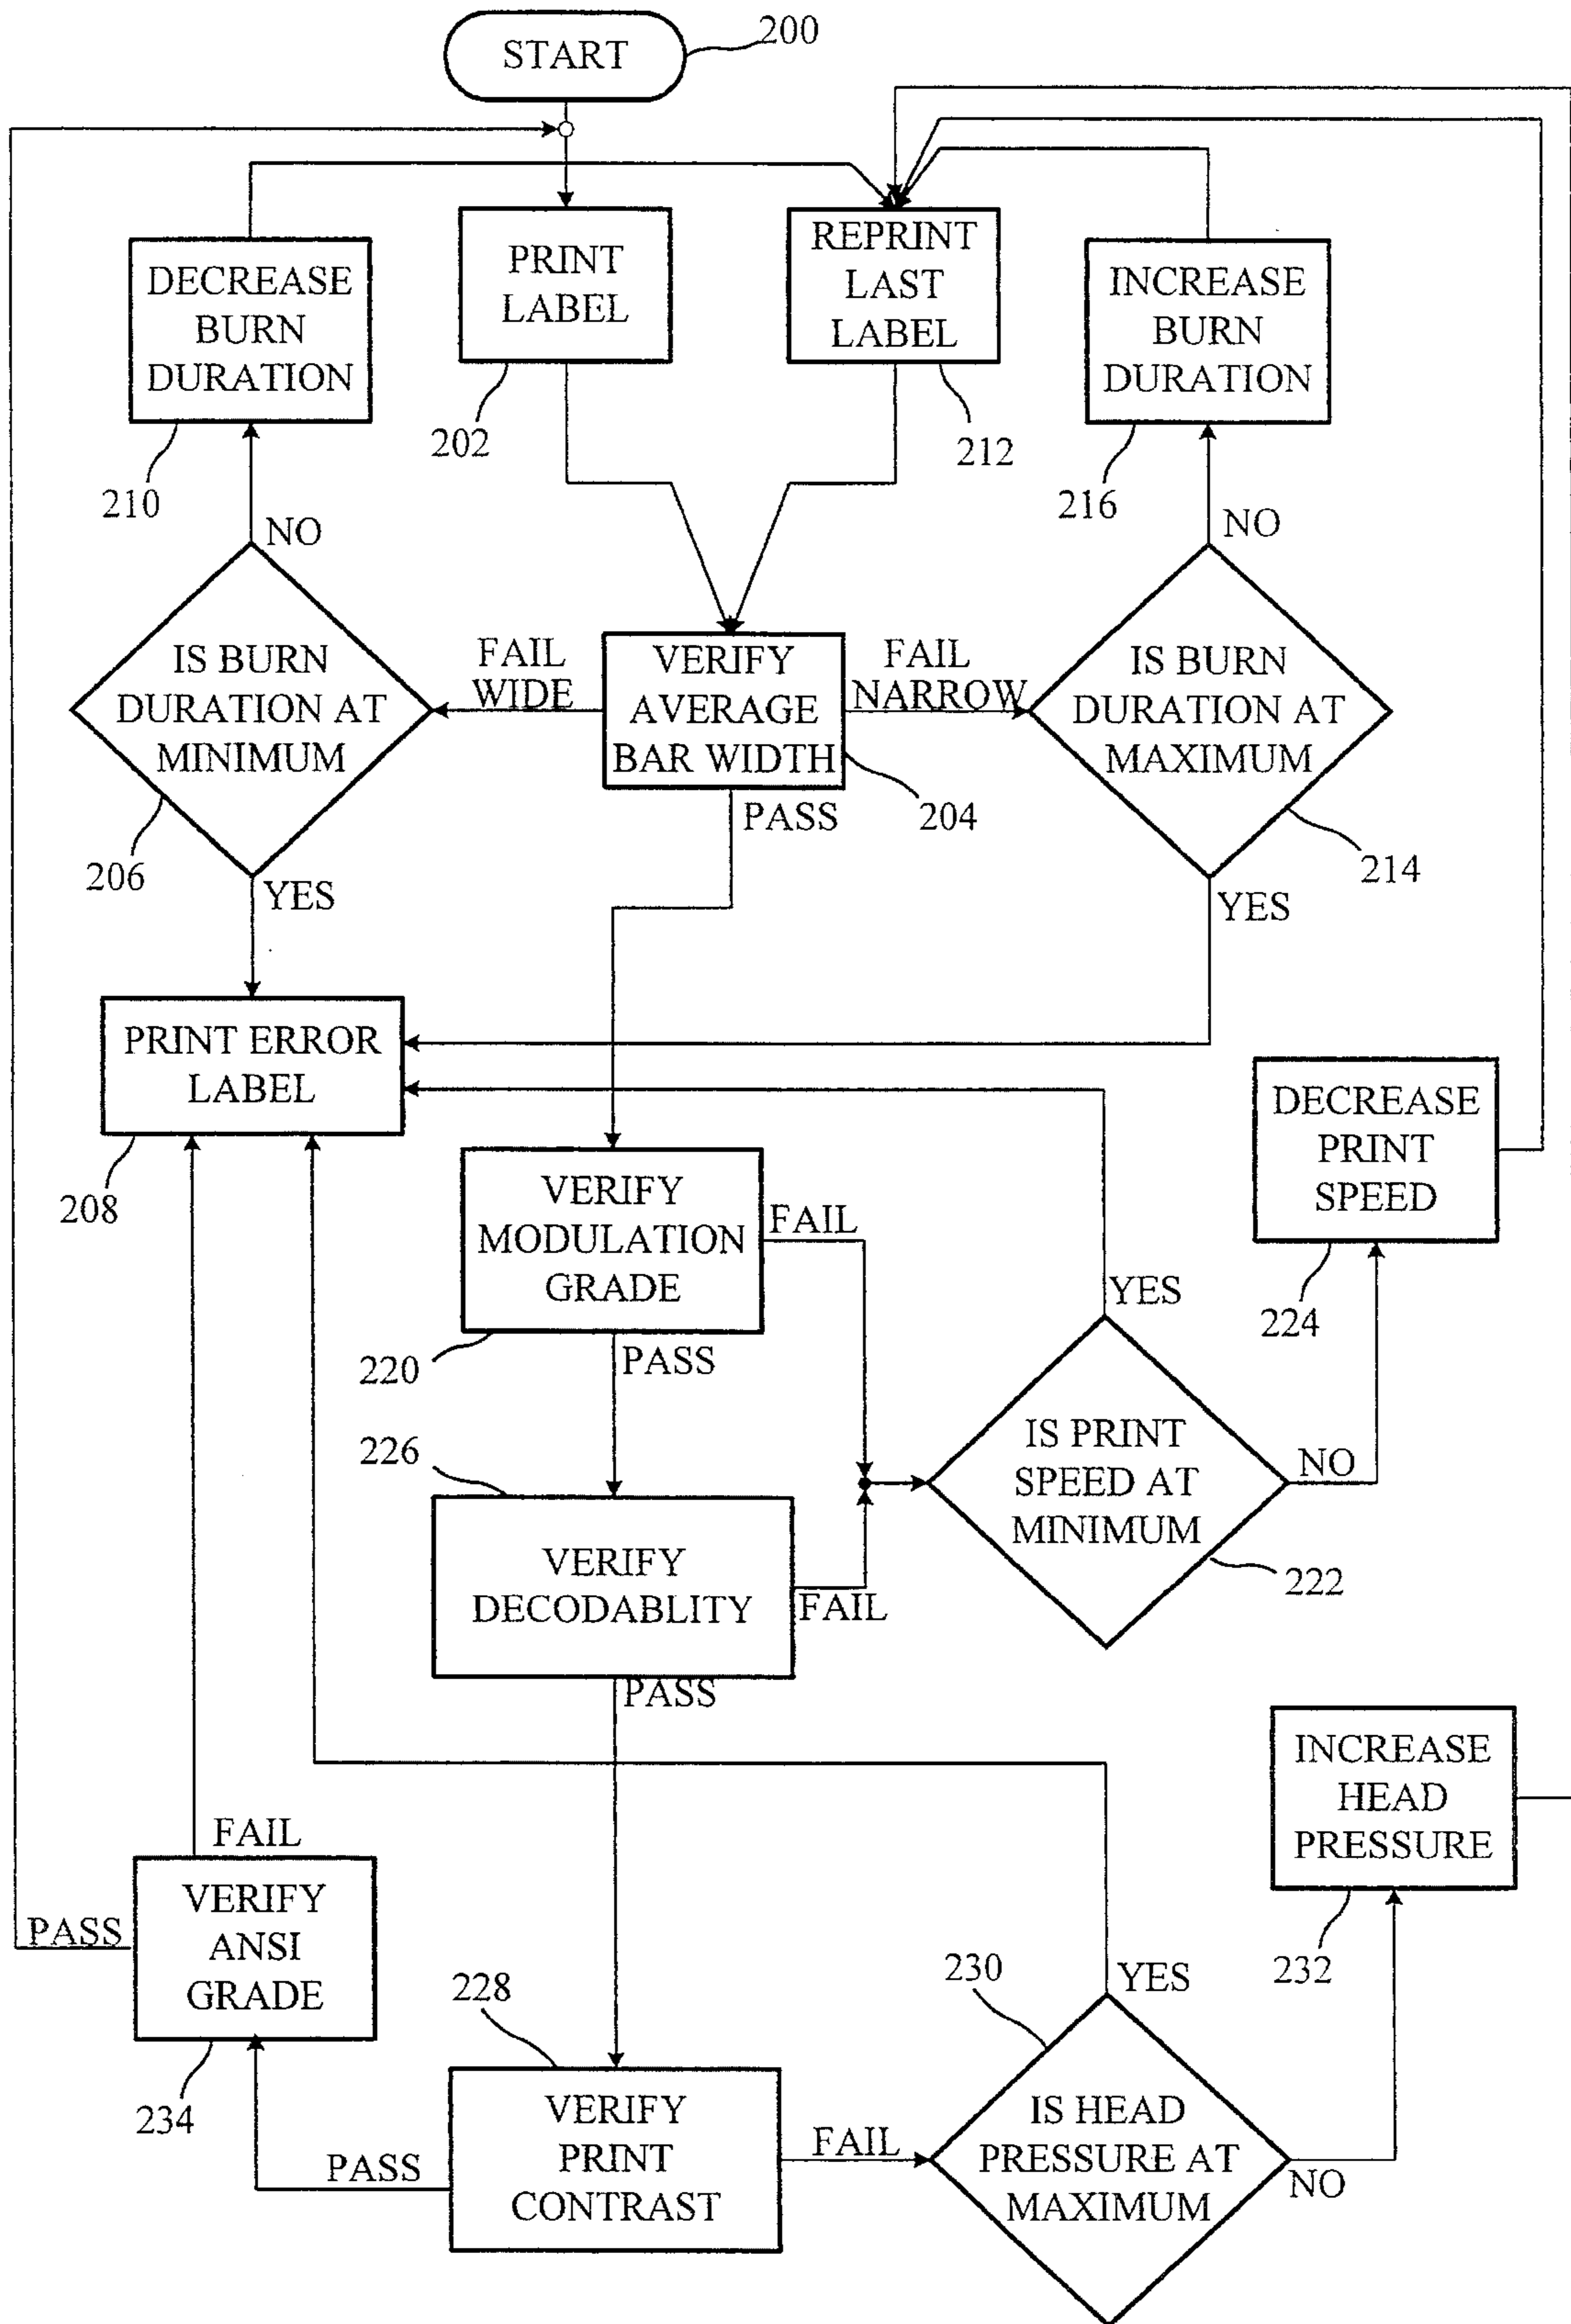 START
200
PRINT
LABEL
202
REPRINT
LAST
LABEL
212
DECREASE
BURN
DURATION
210
INCREASE
BURN
DURATION
216
NO
NO
IS BURN
DURATION AT
MINIMUM
206
FAIL
WIDE
VERIFY
AVERAGE
BAR WIDTH
204
FAIL
NARROW
IS BURN
DURATION AT
MAXIMUM
214
PASS
YES
YES
PRINT ERROR
LABEL
208
DECREASE
PRINT
SPEED
224
VERIFY
MODULATION
GRADE
220
FAIL
YES
PASS
226
IS PRINT
SPEED AT
MINIMUM
222
NO
VERIFY
DECODABLITY
FAIL
PASS
INCREASE
HEAD
PRESSURE
232
FAIL
VERIFY
ANSI
GRADE
234
PASS
228
230
YES
VERIFY
PRINT
CONTRAST
PASS
FAIL
IS HEAD
PRESSURE AT
MAXIMUM
NO